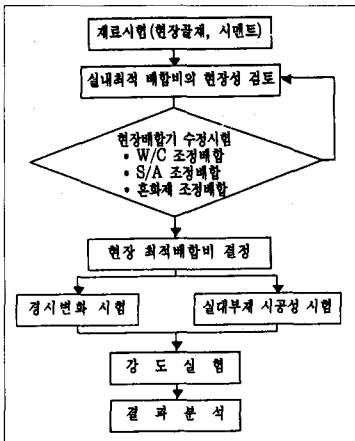 재료시험(현장골재, 시멘트)
실내최적 배합비의 현장성 검토
현장배합기 수정시험
* W/C 조정배합
* S/A 조정배합
* 혼화제 조정배합
현장 최적배합비 결정
경시변화 시험
실대부재 시공성 시험
강 도 실 험
결 과 분 석